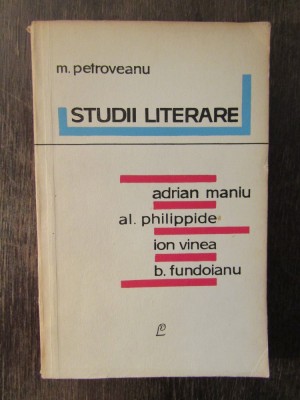 m. petroveanu
STUDII LITERARE
adrian maniu
al. philippide
ion vinea
b. fundoianu